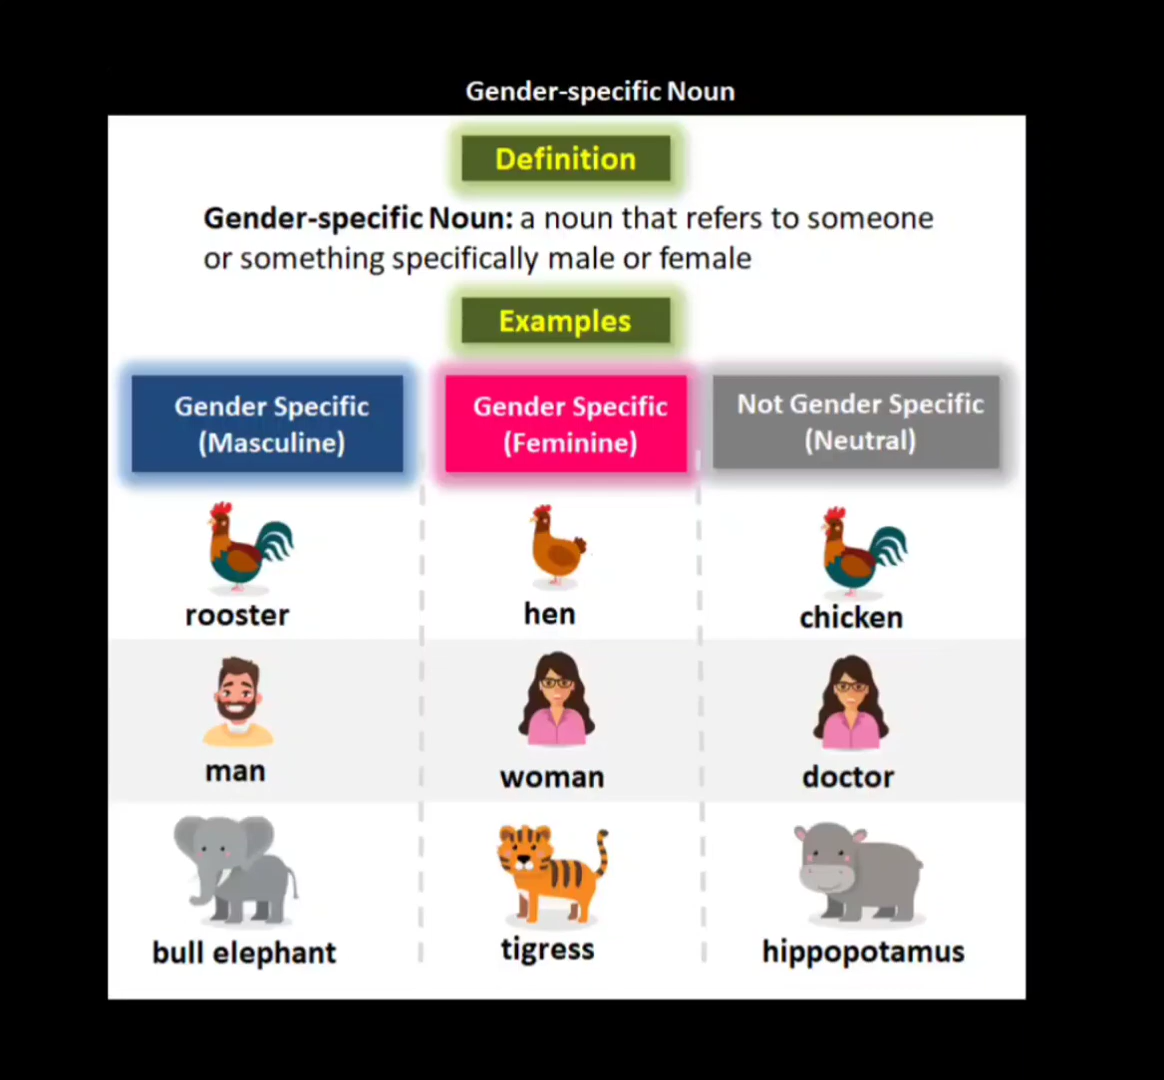 Gender-specific Noun
Definition
Gender-specific Noun: a noun that refers to someone
or something specifically male or female
Examples
Gender Specific
(Masculine)
Gender Specific
(Feminine)
Not Gender Specific
(Neutral)
rooster
hen
chicken
man
woman
doctor
bull elephant
tigress
hippopotamus